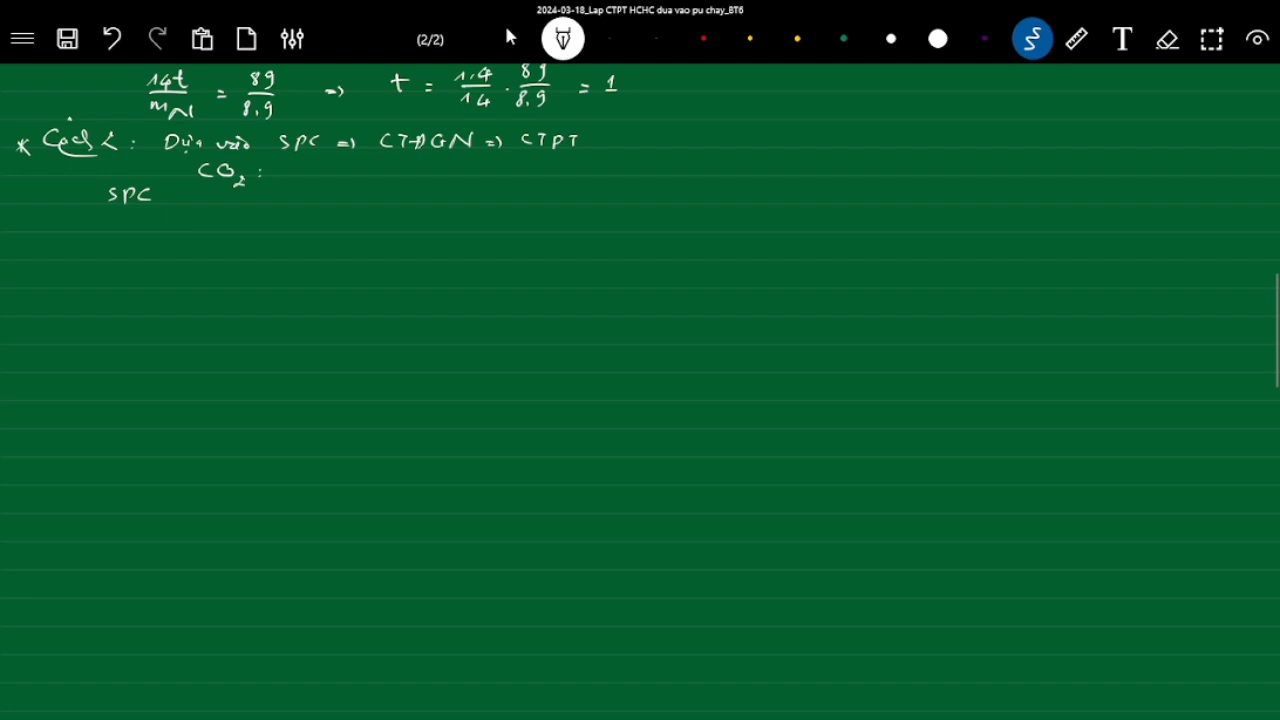 2024-03-18_Lap CTPT HCHC dua vao pu chay_BT6
(2/2)
T
14t/mN = 89/8,9 => t = 1,4/14 . 89/8,9 = 1
* Cách 2 : Dựa vào SPC => CTĐGN => CTPT
CO₂ :
SPC